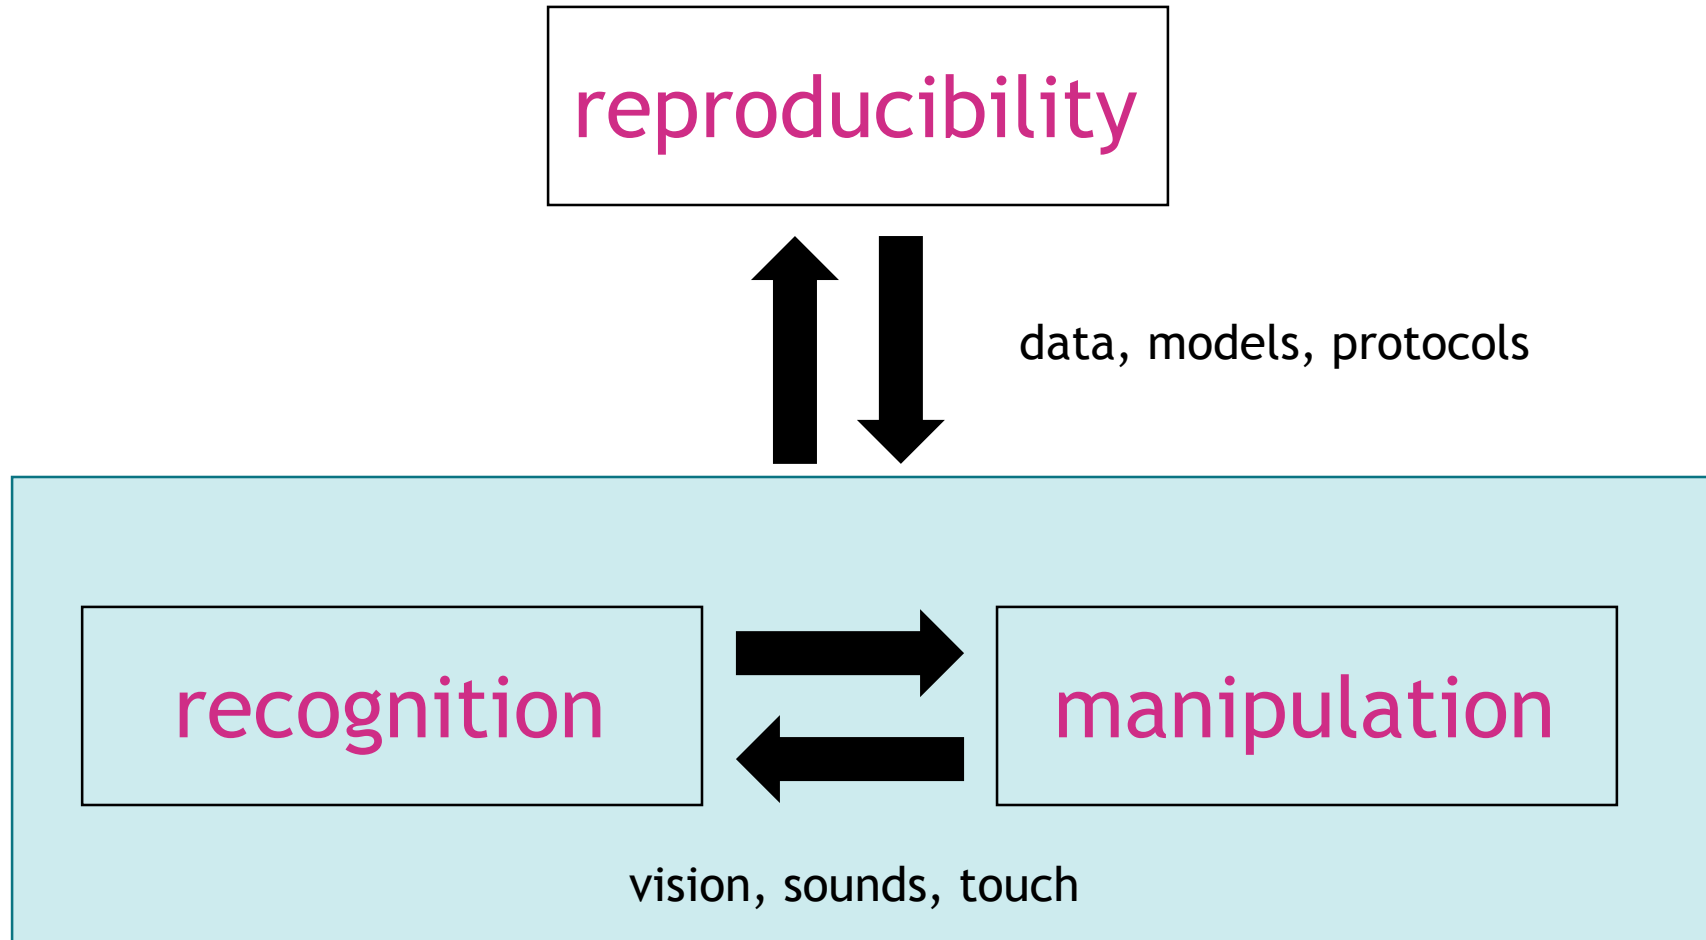 reproducibility
data, models, protocols
recognition
manipulation
vision, sounds, touch